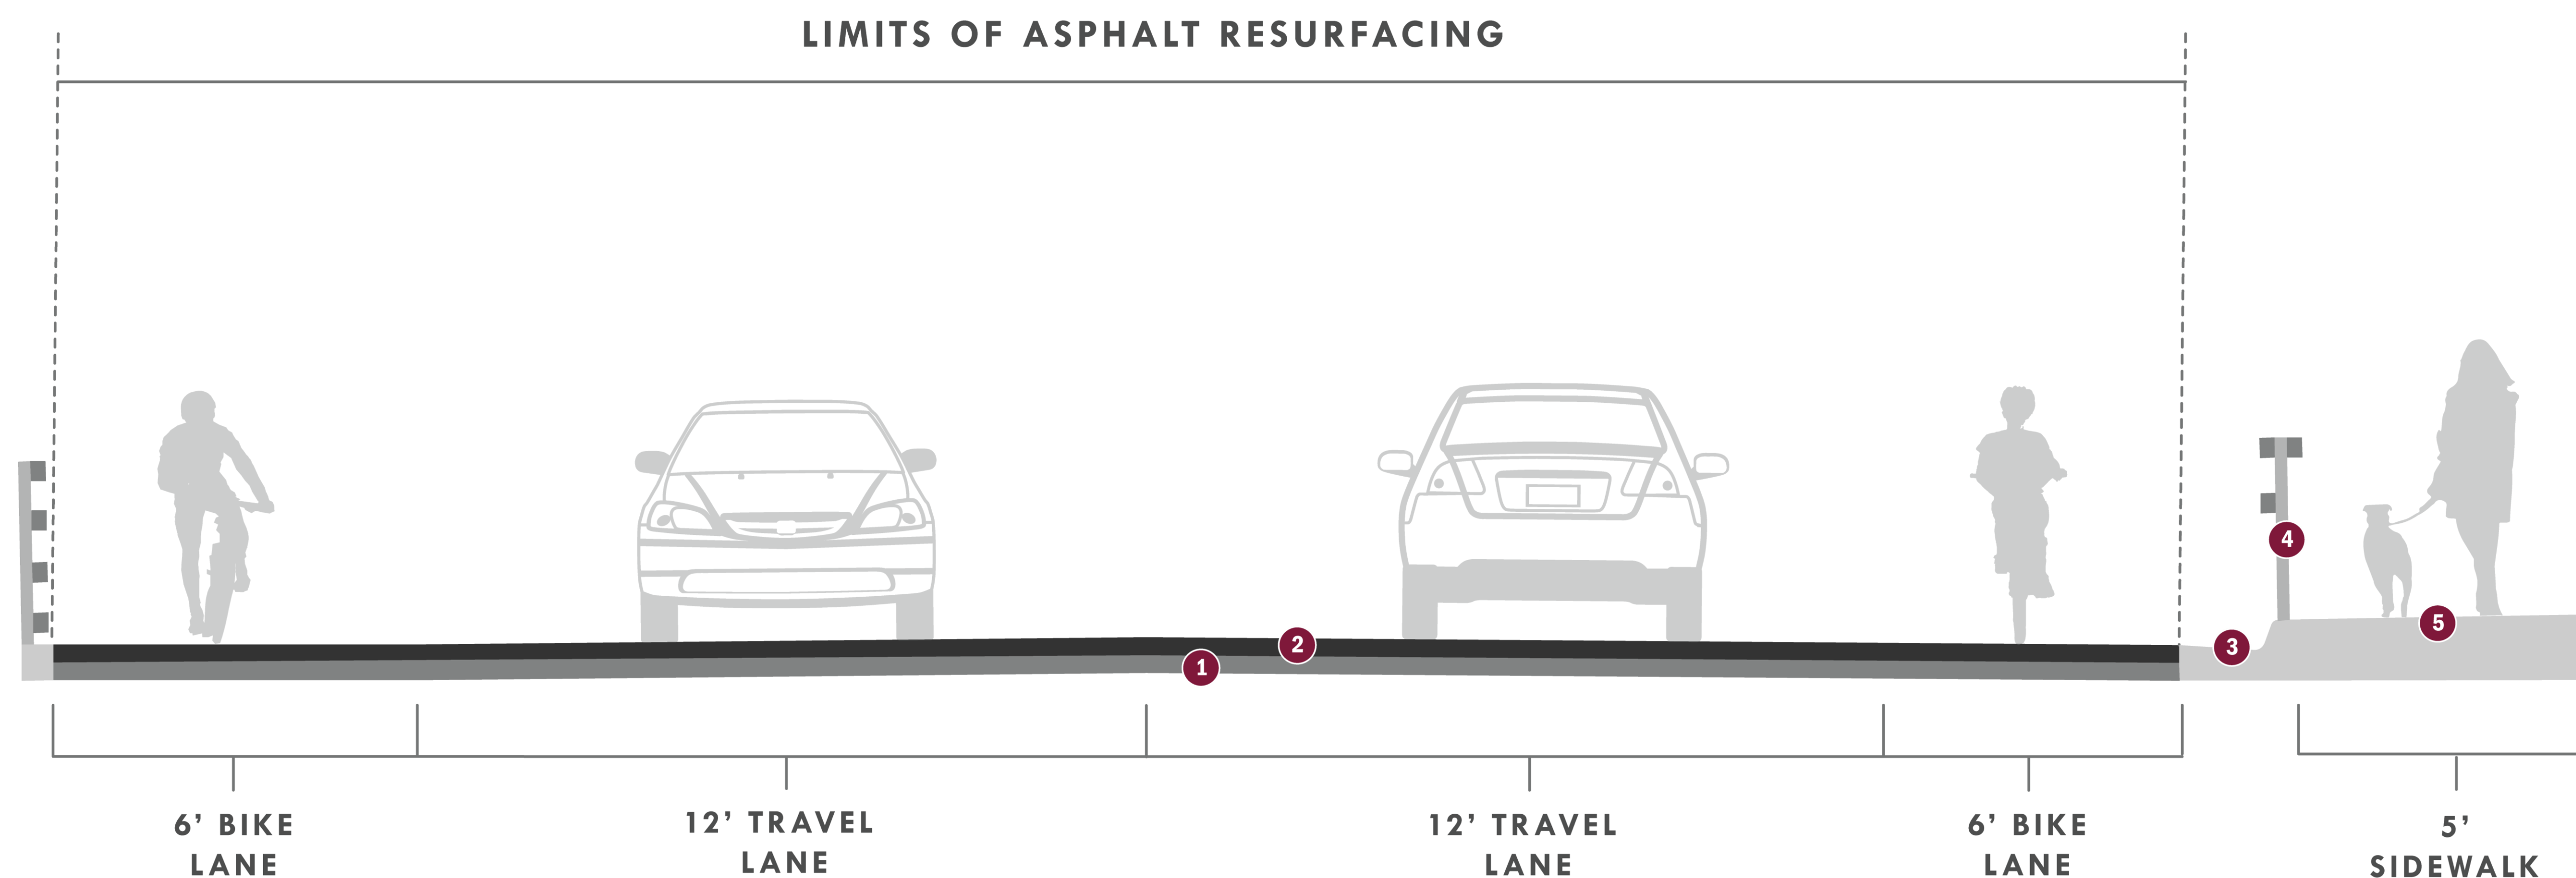 LIMITS OF ASPHALT RESURFACING
4
5
2
3
1
6’ BIKE
LANE
12’ TRAVEL
LANE
12’ TRAVEL
LANE
6’ BIKE
LANE
5’
SIDEWALK